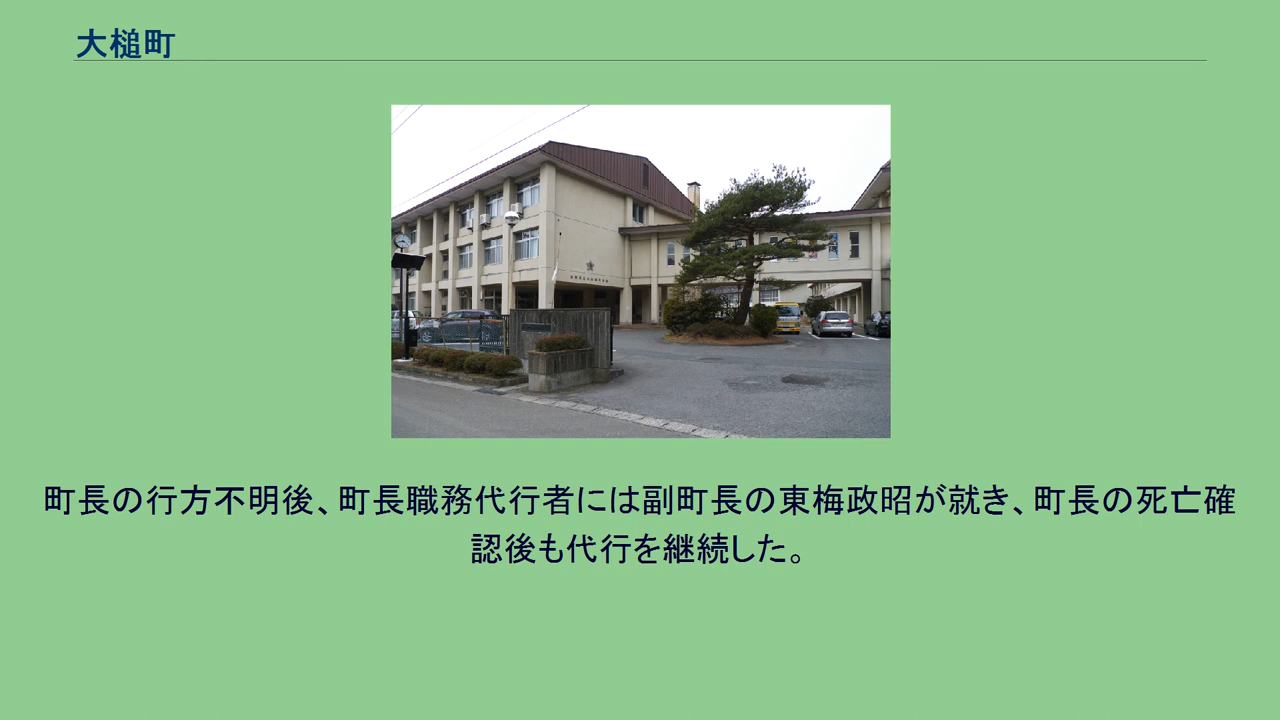 大槌町
町長の行方不明後、町長職務代行者には副町長の東梅政昭が就き、町長の死亡確
認後も代行を継続した。